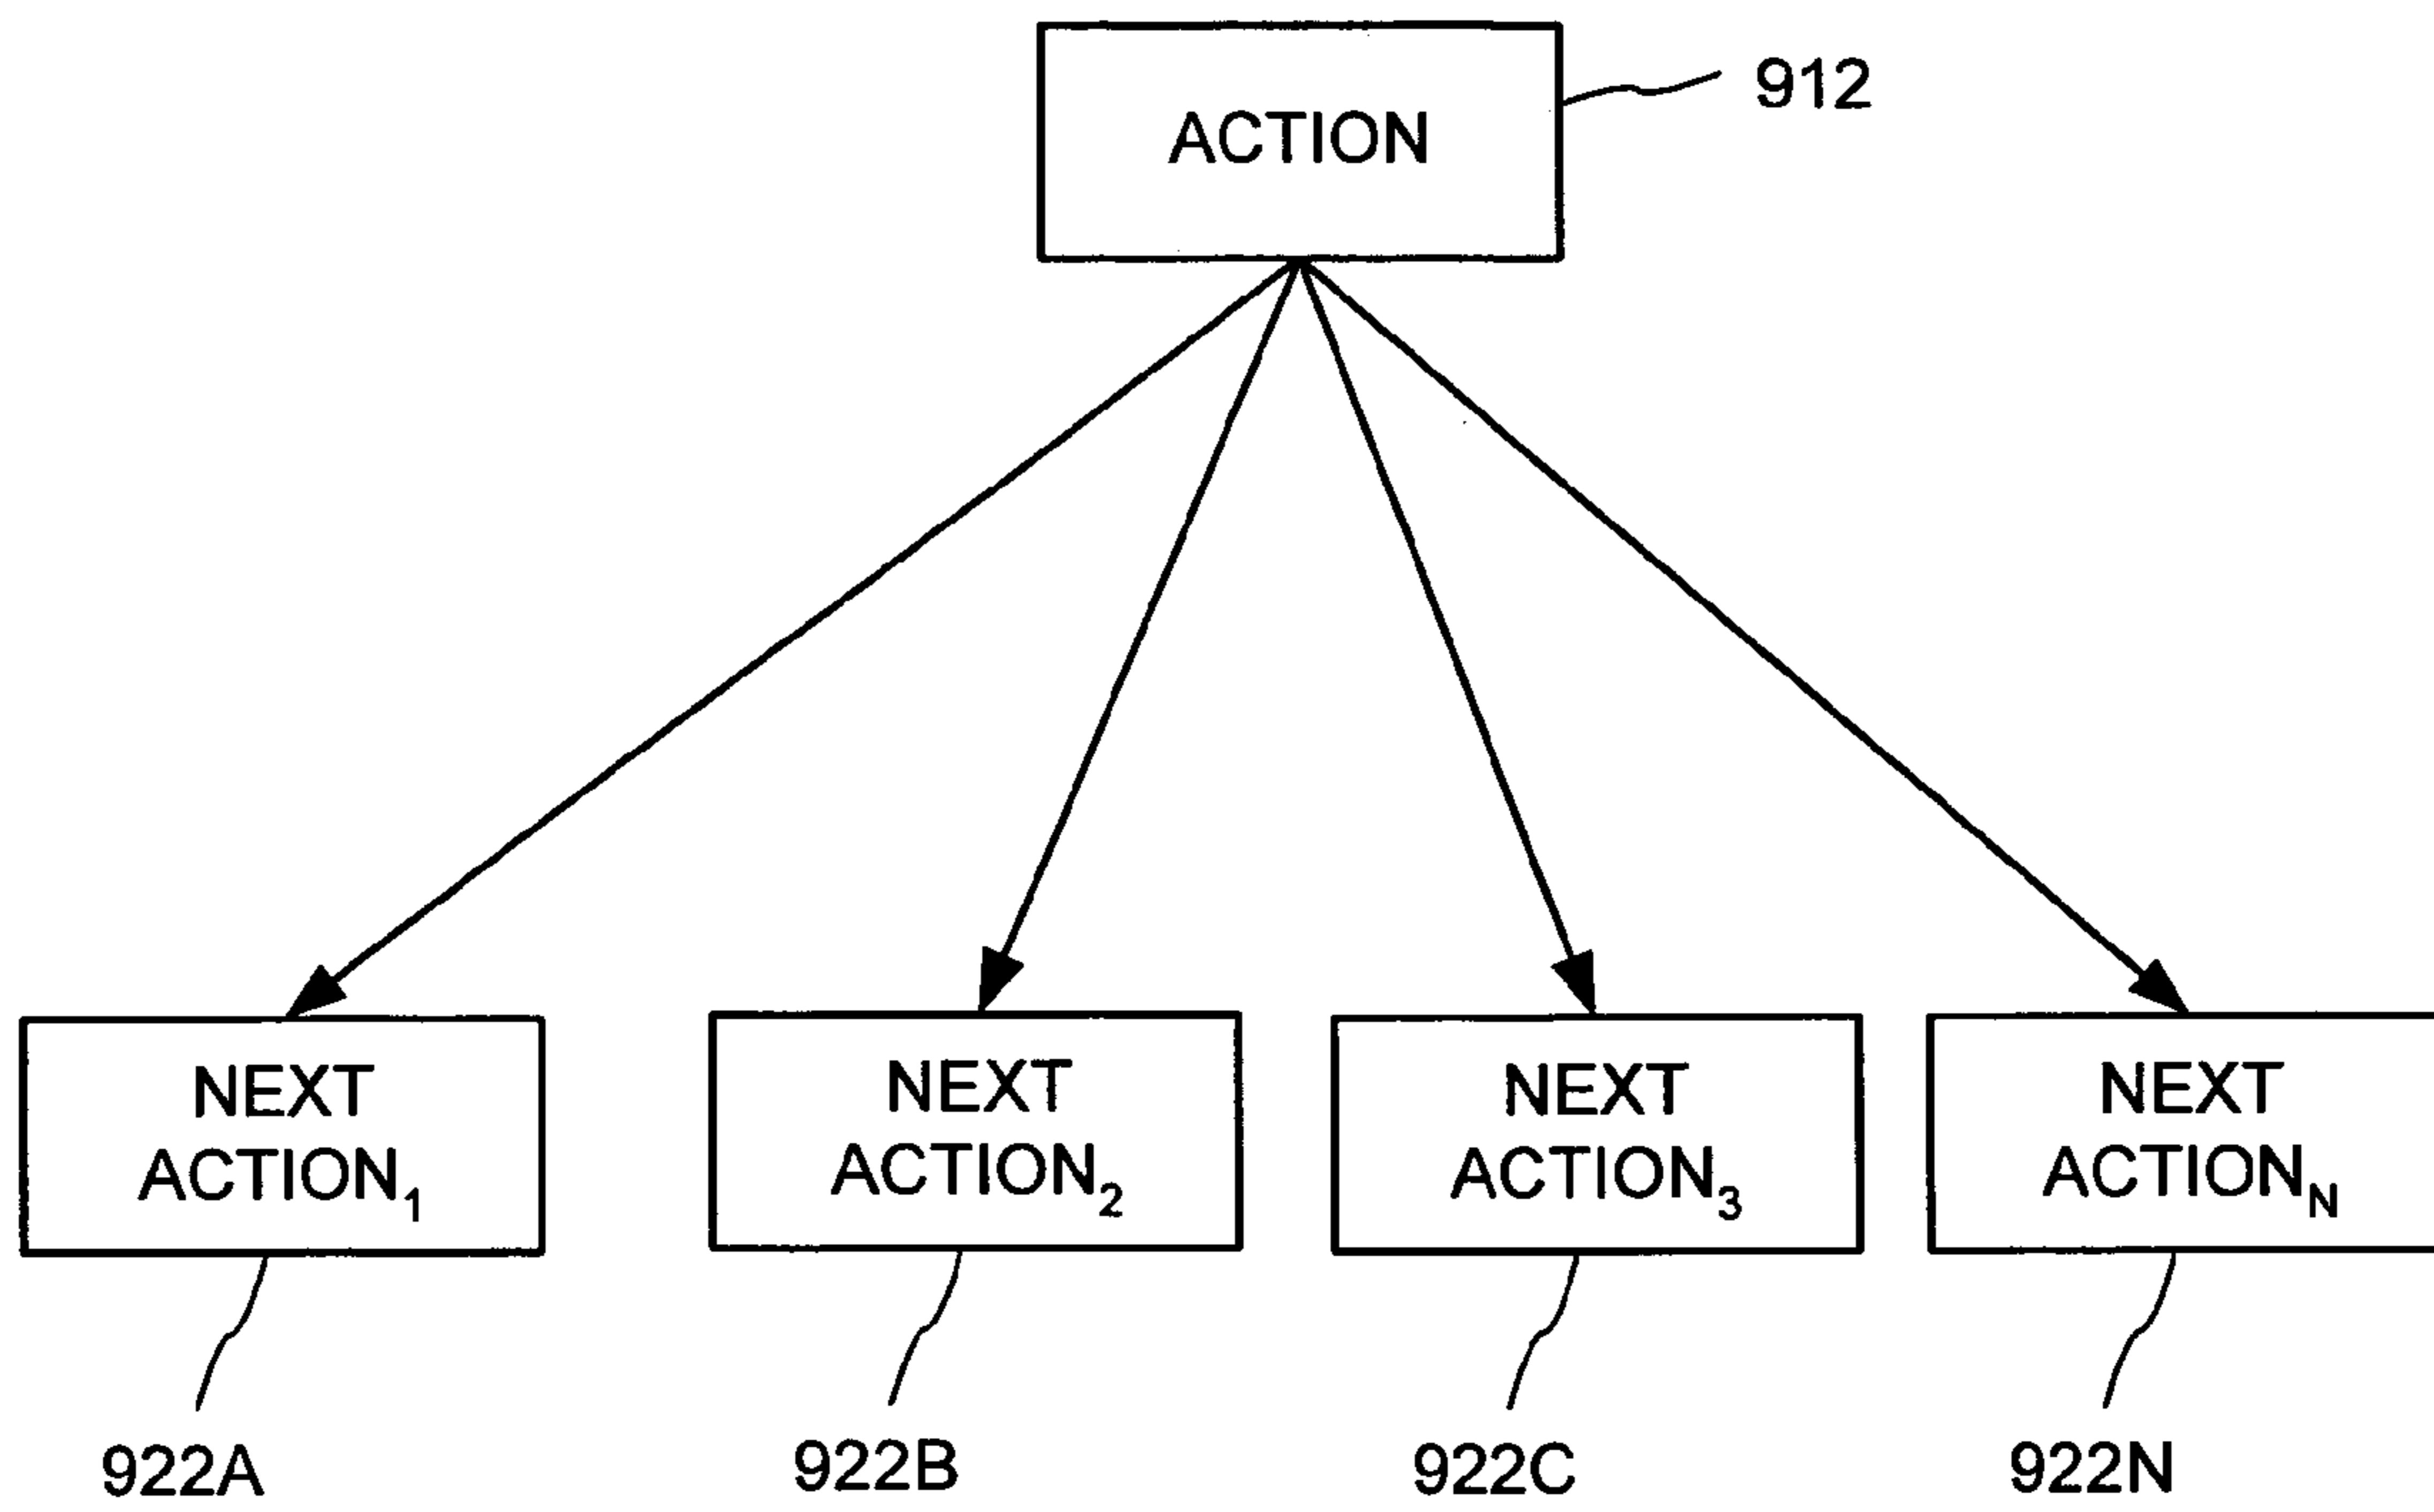 912
ACTION
NEXT
ACTION₁
NEXT
ACTION₂
NEXT
ACTION₃
NEXT
ACTIONN
922A
922B
922C
922N